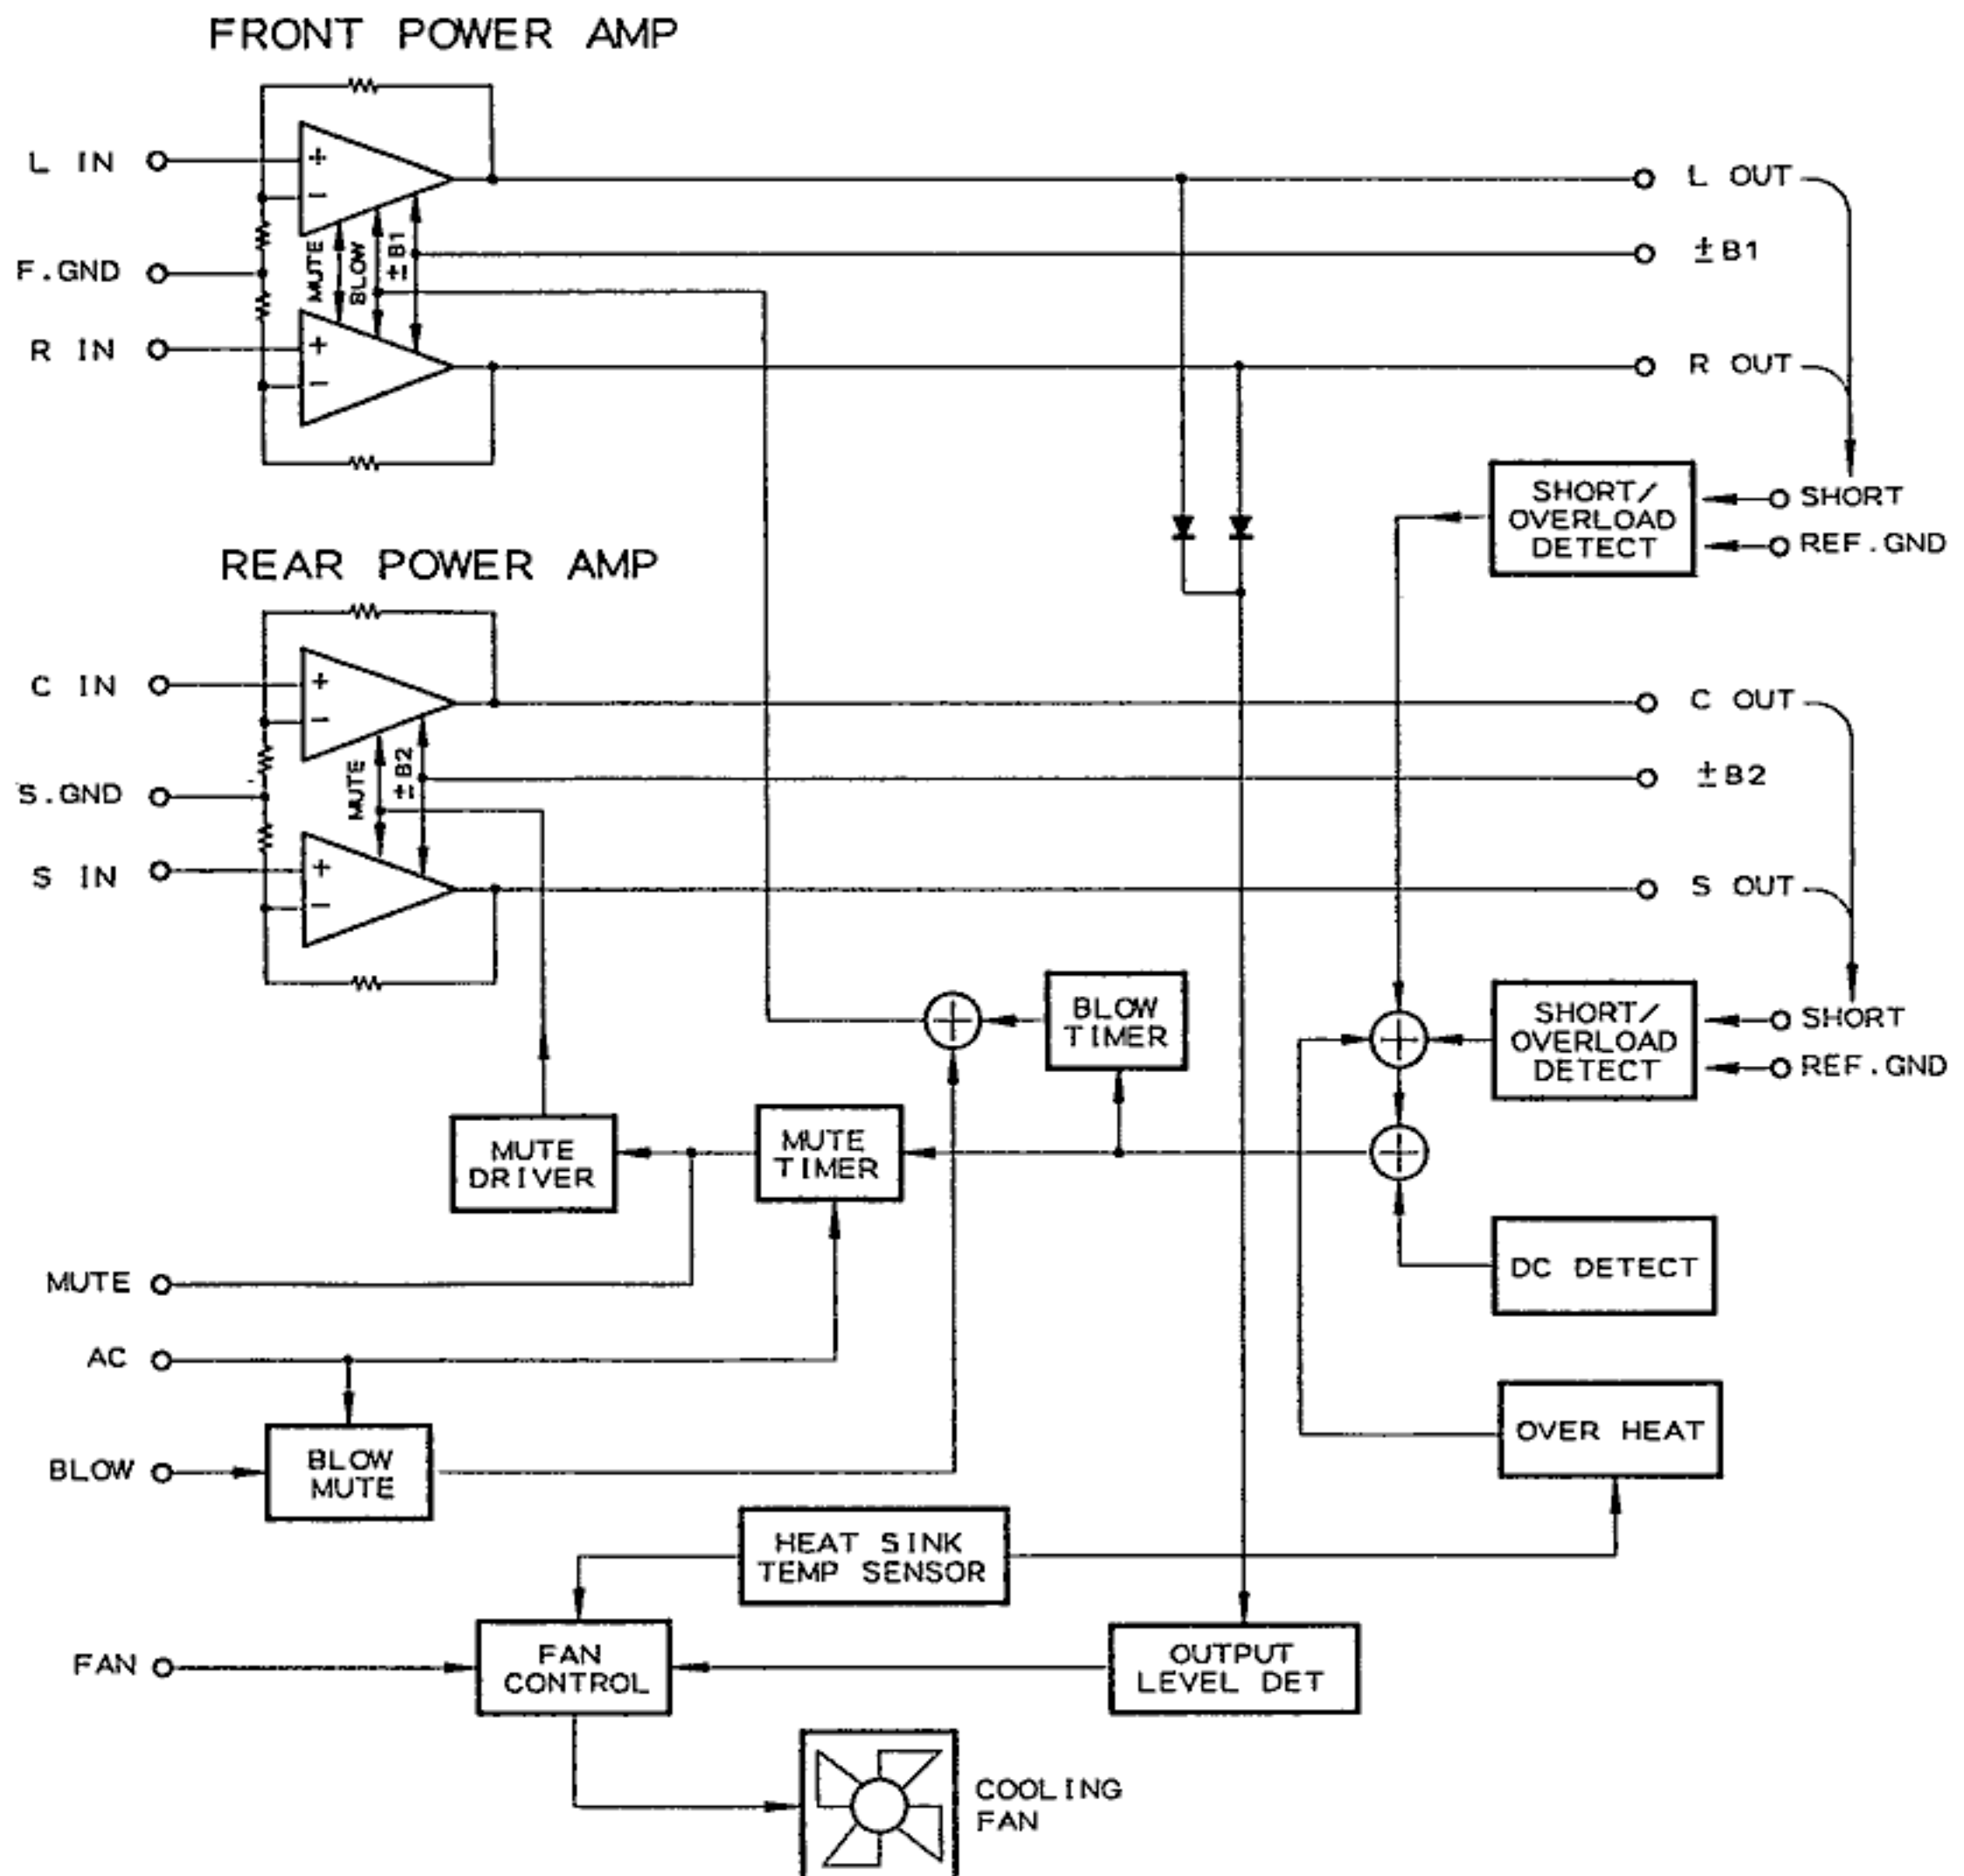 FRONT POWER AMP
L IN
+
−
L OUT
MUTE
BLOW
±B1
±B1
F.GND
R IN
+
−
R OUT
SHORT/
OVERLOAD
DETECT
SHORT
REF.GND
REAR POWER AMP
C IN
+
−
C OUT
MUTE
±B2
±B2
S.GND
S IN
+
−
S OUT
BLOW
TIMER
SHORT/
OVERLOAD
DETECT
SHORT
REF.GND
MUTE
DRIVER
MUTE
TIMER
DC DETECT
MUTE
AC
OVER HEAT
BLOW
BLOW
MUTE
HEAT SINK
TEMP SENSOR
FAN
FAN
CONTROL
OUTPUT
LEVEL DET
COOLING
FAN